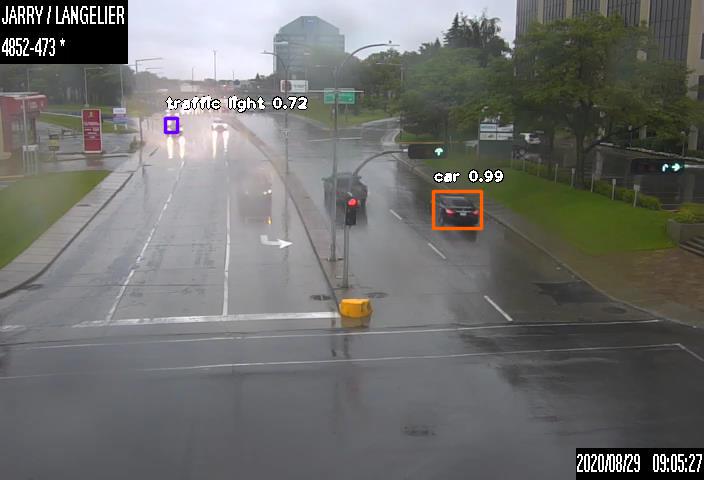 JARRY / LANGELIER
4852-473 *
traffic light 0.72
car 0.99
2020/08/29 09:05:27